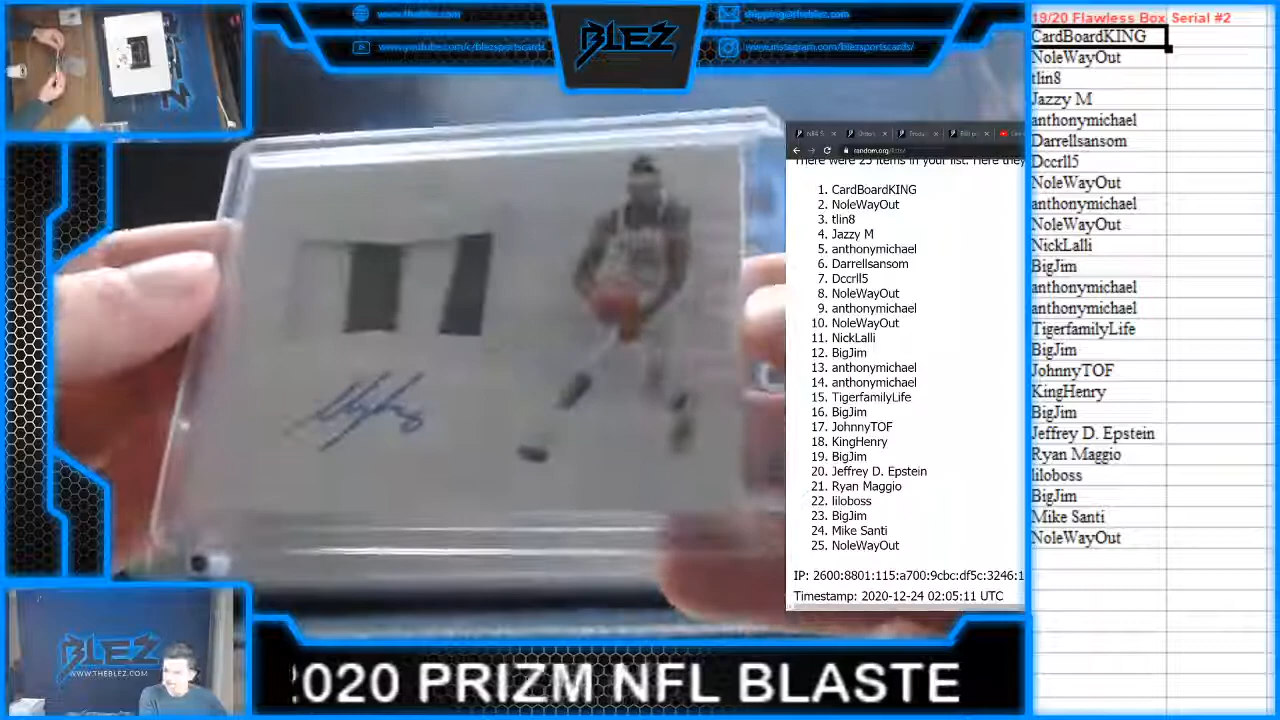 www.theblez.com
BLEZ
shipping@theblez.com
www.youtube.com/c/blezsportscards/
www.instagram.com/blezsportscards/
19/20 Flawless Box Serial #2
CardBoardKING
NoleWayOut
tlin8
Jazzy M
anthonymichael
Darrellsansom
Dccrll5
NoleWayOut
anthonymichael
NoleWayOut
NickLalli
BigJim
anthonymichael
anthonymichael
TigerfamilyLife
BigJim
JohnnyTOF
KingHenry
BigJim
Jeffrey D. Epstein
Ryan Maggio
liloboss
BigJim
Mike Santi
NoleWayOut
There were 25 items in your list. Here they
1. CardBoardKING
2. NoleWayOut
3. tlin8
4. Jazzy M
5. anthonymichael
6. Darrellsansom
7. Dccrll5
8. NoleWayOut
9. anthonymichael
10. NoleWayOut
11. NickLalli
12. BigJim
13. anthonymichael
14. anthonymichael
15. TigerfamilyLife
16. BigJim
17. JohnnyTOF
18. KingHenry
19. BigJim
20. Jeffrey D. Epstein
21. Ryan Maggio
22. liloboss
23. BigJim
24. Mike Santi
25. NoleWayOut
IP: 2600:8801:115:a700:9cbc:df5c:3246:1
Timestamp: 2020-12-24 02:05:11 UTC
BLEZ
WWW.THEBLEZ.COM
2020 PRIZM NFL BLASTE